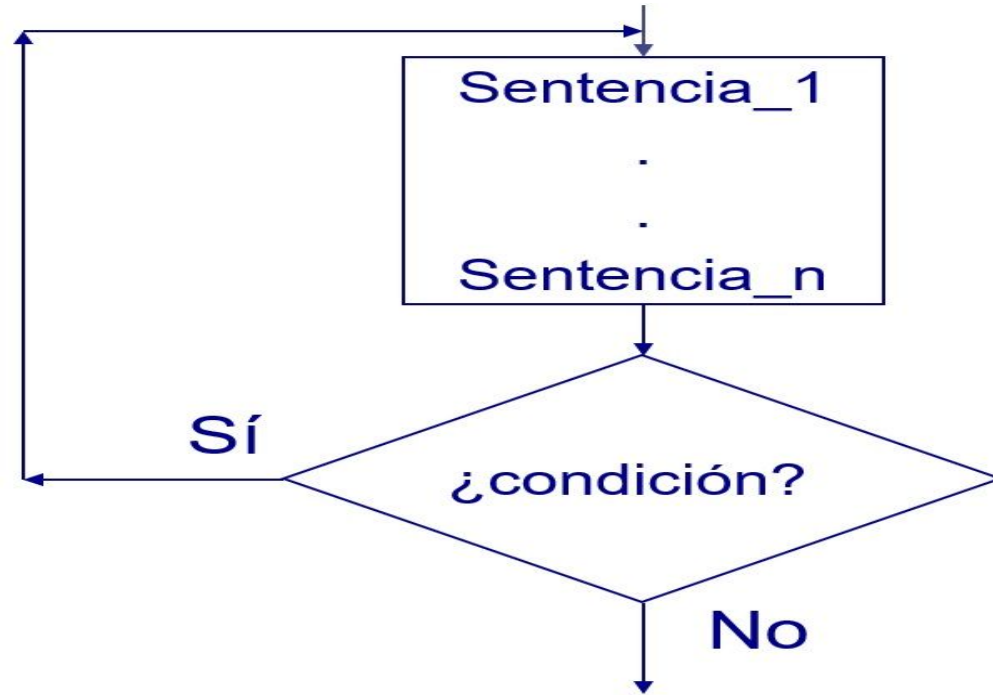 Sentencia_1
.
.
Sentencia_n
Sí
¿condición?
No